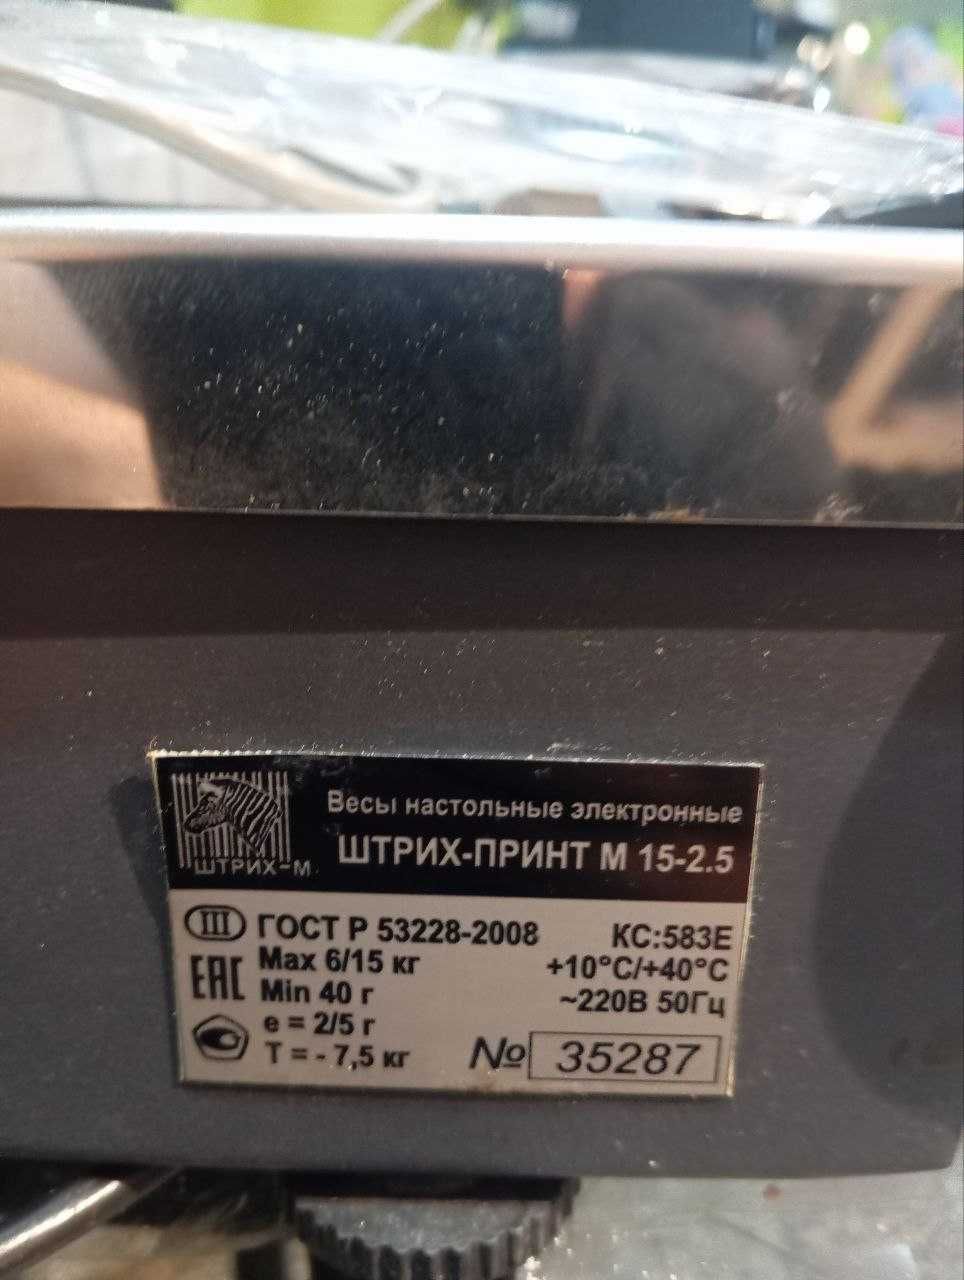 Весы настольные электронные
ШТРИХ-ПРИНТ М 15-2.5
ШТРИХ-М
III ГОСТ Р 53228-2008 КС:583Е
Max 6/15 кг +10°С/+40°С
EAC Min 40 г ~220В 50Гц
e = 2/5 г
T = - 7,5 кг № 35287